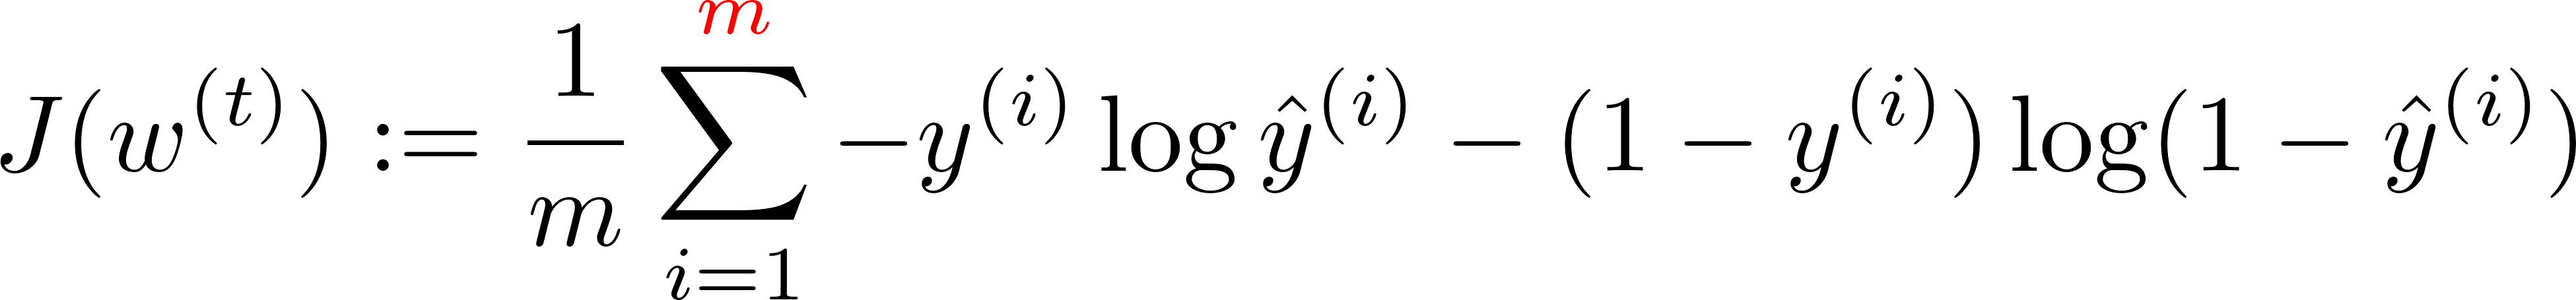 J(w^{(t)}) := \frac{1}{m} \sum_{i=1}^{m} -y^{(i)} \log \hat{y}^{(i)} - (1 - y^{(i)}) \log(1 - \hat{y}^{(i)})